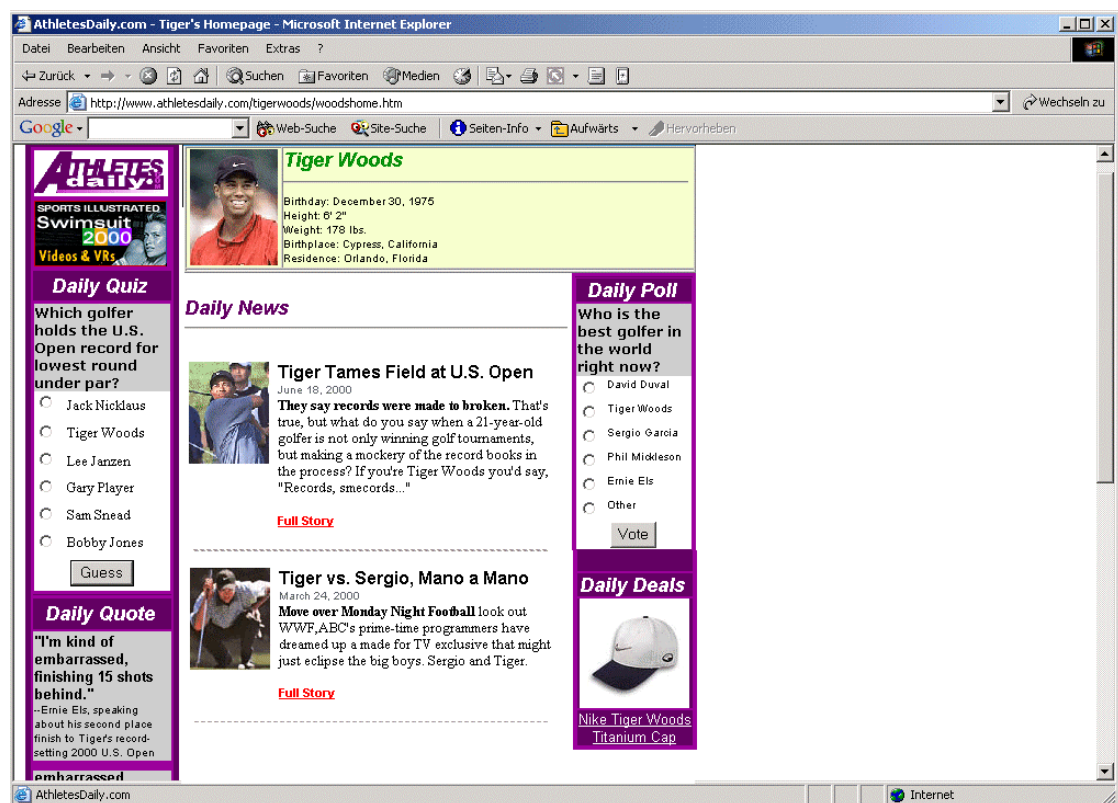 AthletesDaily.com - Tiger's Homepage - Microsoft Internet Explorer
Datei Bearbeiten Ansicht Favoriten Extras ?
Zurück Suchen Favoriten Medien
Adresse http://www.athletesdaily.com/tigerwoods/woodshome.htm Wechseln zu
Google Web-Suche Site-Suche Seiten-Info Aufwärts Hervorheben
ATHLETES
daily.COM
SPORTS ILLUSTRATED
Swimsuit
2000
Videos & VRs
Daily Quiz
Which golfer
holds the U.S.
Open record for
lowest round
under par?
Jack Nicklaus
Tiger Woods
Lee Janzen
Gary Player
Sam Snead
Bobby Jones
Guess
Daily Quote
"I'm kind of
embarrassed,
finishing 15 shots
behind."
--Ernie Els, speaking
about his second place
finish to Tiger's record-
setting 2000 U.S. Open
embarrassed
Tiger Woods
Birthday: December 30, 1975
Height: 6' 2"
Weight: 178 lbs.
Birthplace: Cypress, California
Residence: Orlando, Florida
Daily News
Tiger Tames Field at U.S. Open
June 18, 2000
They say records were made to broken. That's
true, but what do you say when a 21-year-old
golfer is not only winning golf tournaments,
but making a mockery of the record books in
the process? If you're Tiger Woods you'd say,
"Records, smecords..."
Full Story
Tiger vs. Sergio, Mano a Mano
March 24, 2000
Move over Monday Night Football look out
WWF,ABC's prime-time programmers have
dreamed up a made for TV exclusive that might
just eclipse the big boys. Sergio and Tiger.
Full Story
Daily Poll
Who is the
best golfer in
the world
right now?
David Duval
Tiger Woods
Sergio Garcia
Phil Mickleson
Ernie Els
Other
Vote
Daily Deals
Nike Tiger Woods
Titanium Cap
AthletesDaily.com Internet